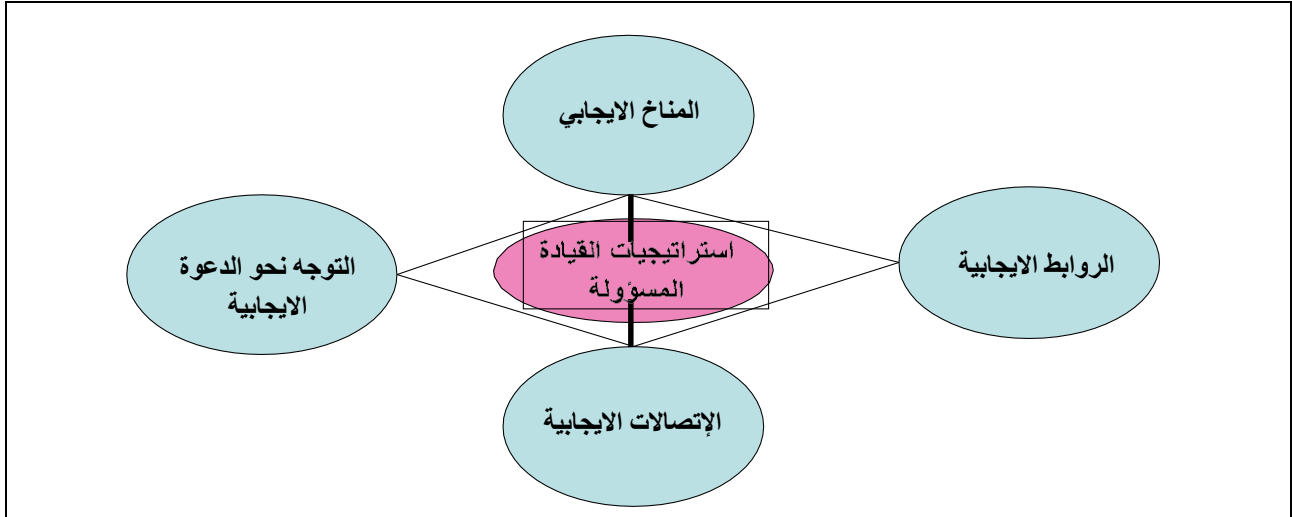 المناخ الايجابي
استراتيجيات القيادة
المسؤولة
الروابط الايجابية
التوجه نحو الدعوة
الايجابية
الإتصالات الايجابية